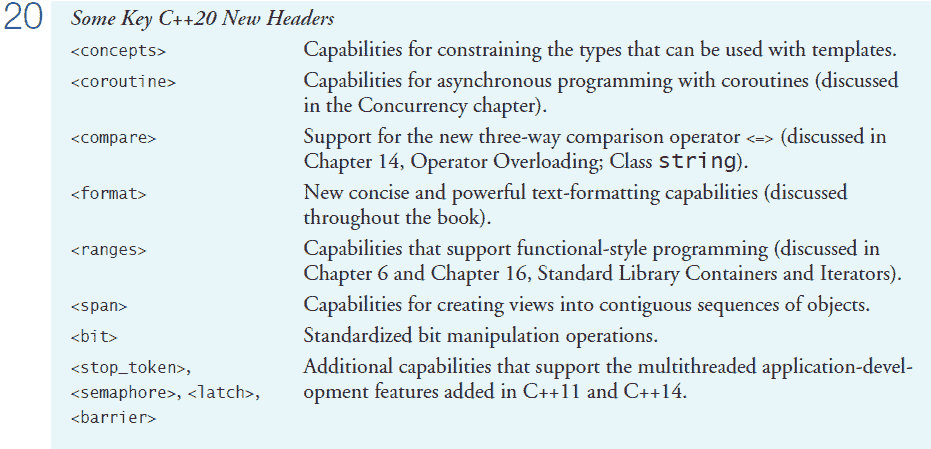 20
Some Key C++20 New Headers
<concepts> Capabilities for constraining the types that can be used with templates.
<coroutine> Capabilities for asynchronous programming with coroutines (discussed
in the Concurrency chapter).
<compare> Support for the new three-way comparison operator <=> (discussed in
Chapter 14, Operator Overloading; Class string).
<format> New concise and powerful text-formatting capabilities (discussed
throughout the book).
<ranges> Capabilities that support functional-style programming (discussed in
Chapter 6 and Chapter 16, Standard Library Containers and Iterators).
<span> Capabilities for creating views into contiguous sequences of objects.
<bit> Standardized bit manipulation operations.
<stop_token>, Additional capabilities that support the multithreaded application-devel-
<semaphore>, <latch>, opment features added in C++11 and C++14.
<barrier>